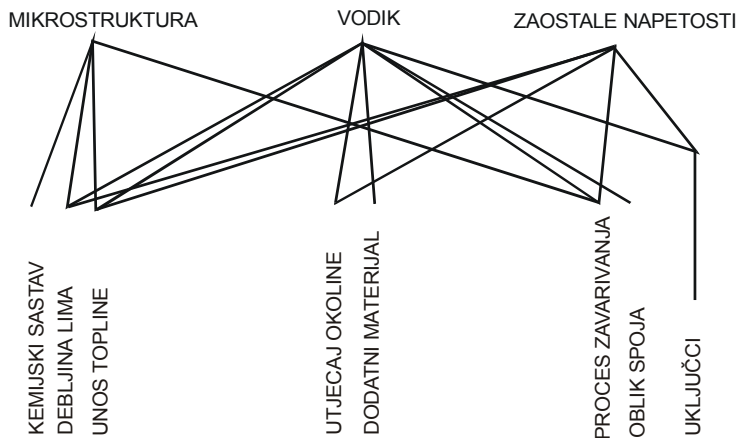 MIKROSTRUKTURA
VODIK
ZAOSTALE NAPETOSTI
KEMIJSKI SASTAV
DEBLJINA LIMA
UNOS TOPLINE
UTJECAJ OKOLINE
DODATNI MATERIJAL
PROCES ZAVARIVANJA
OBLIK SPOJA
UKLJUČCI